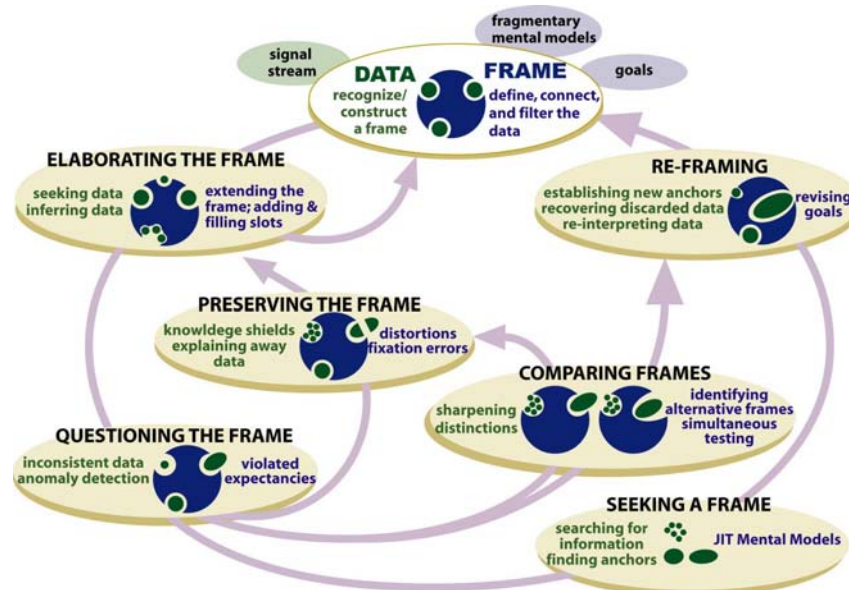 fragmentary
mental models
signal
stream
goals
DATA
recognize/
construct
a frame
FRAME
define, connect,
and filter the
data
ELABORATING THE FRAME
seeking data
inferring data
extending the
frame; adding &
filling slots
RE-FRAMING
establishing new anchors
recovering discarded data
re-interpreting data
revising
goals
PRESERVING THE FRAME
knowldege shields
explaining away
data
distortions
fixation errors
COMPARING FRAMES
sharpening
distinctions
identifying
alternative frames
simultaneous
testing
QUESTIONING THE FRAME
inconsistent data
anomaly detection
violated
expectancies
SEEKING A FRAME
searching for
information
finding anchors
JIT Mental Models